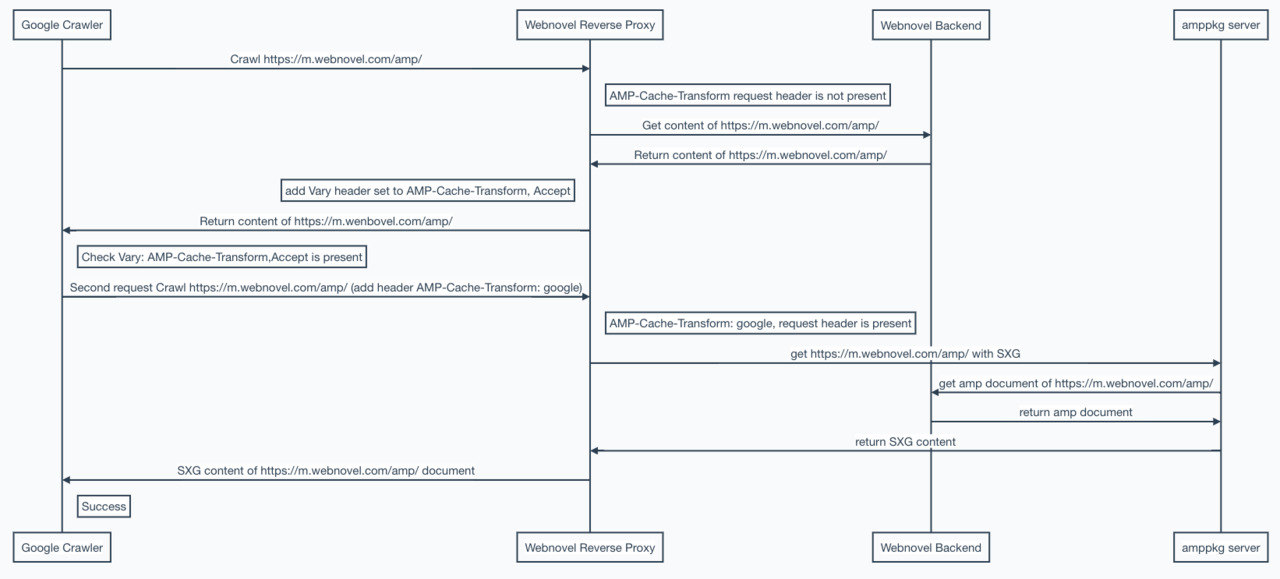 Google Crawler
Webnovel Reverse Proxy
Webnovel Backend
amppkg server
Crawl https://m.webnovel.com/amp/
AMP-Cache-Transform request header is not present
Get content of https://m.webnovel.com/amp/
Return content of https://m.webnovel.com/amp/
add Vary header set to AMP-Cache-Transform, Accept
Return content of https://m.wenbovel.com/amp/
Check Vary: AMP-Cache-Transform,Accept is present
Second request Crawl https://m.webnovel.com/amp/ (add header AMP-Cache-Transform: google)
AMP-Cache-Transform: google, request header is present
get https://m.webnovel.com/amp/ with SXG
get amp document of https://m.webnovel.com/amp/
return amp document
return SXG content
SXG content of https://m.webnovel.com/amp/ document
Success
Google Crawler
Webnovel Reverse Proxy
Webnovel Backend
amppkg server